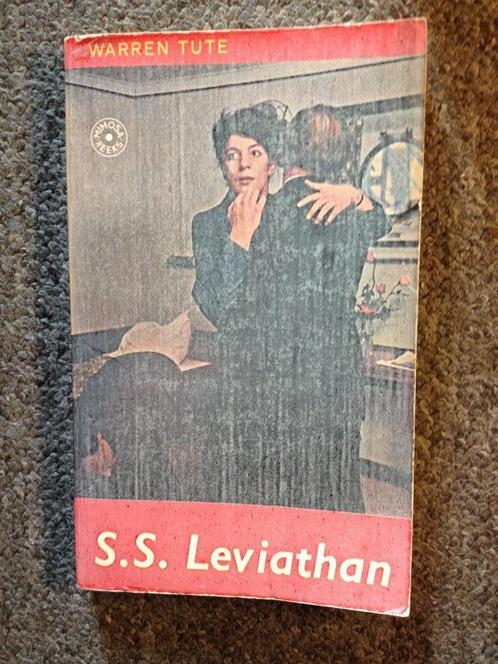 WARREN TUTE
MIMOSA
REEKS
S.S. Leviathan